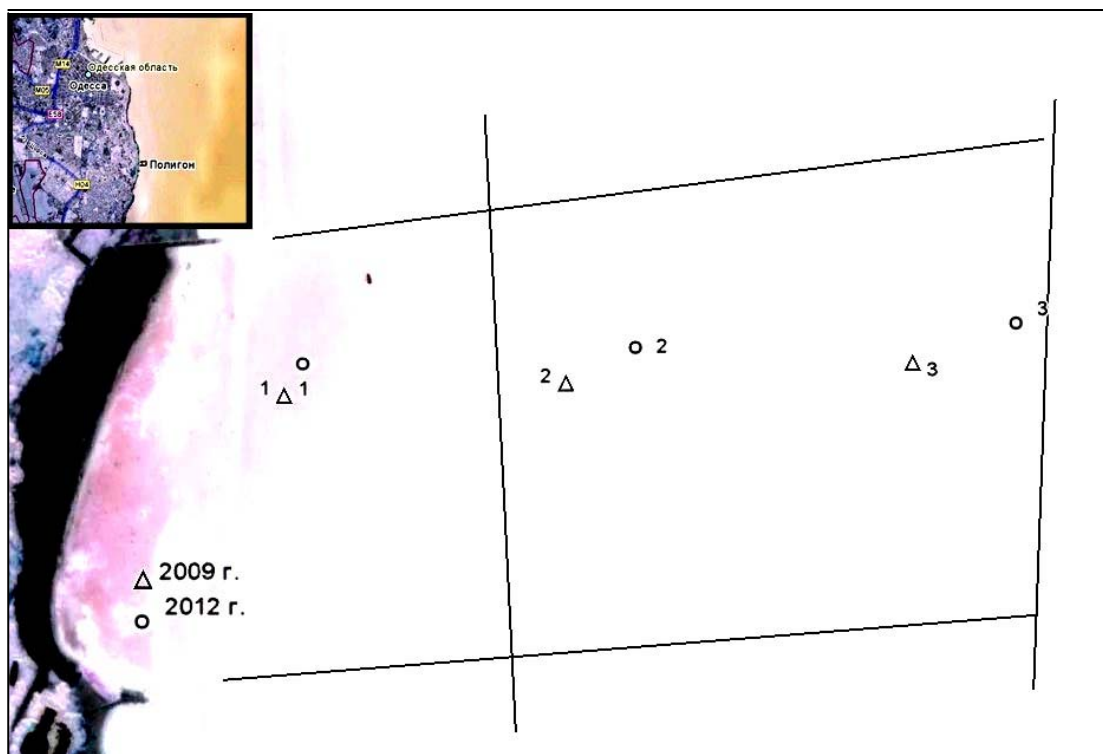 М14
Одесская область
Одесса
М05
Е58
Полигон
Н04
3
2
2
3
1
1
2009 г.
2012 г.